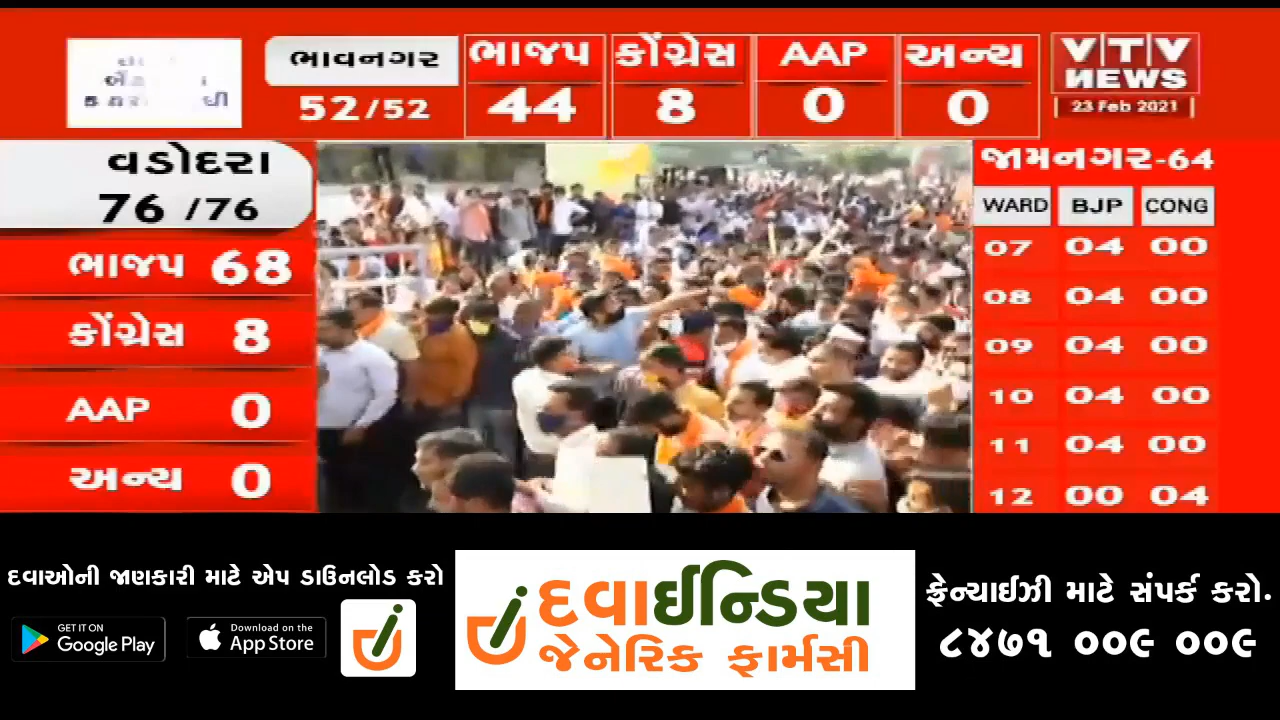 ભાવનગર
52/52
ભાજપ
44
કોંગ્રેસ
8
AAP
0
અન્ય
0
VTV
NEWS
23 Feb 2021
વડોદરા
76 /76
ભાજપ 68
કોંગ્રેસ 8
AAP 0
અન્ય 0
જામનગર-64
WARD BJP CONG
07 04 00
08 04 00
09 04 00
10 04 00
11 04 00
12 00 04
દવાઓની જાણકારી માટે એપ ડાઉનલોડ કરો
GET IT ON
Google Play
Download on the
App Store
દવાઈન્ડિયા
જેનેરિક ફાર્મસી
ફ્રેન્ચાઈઝી માટે સંપર્ક કરો.
૮૪૭૧ ૦૦૯ ૦૦૯